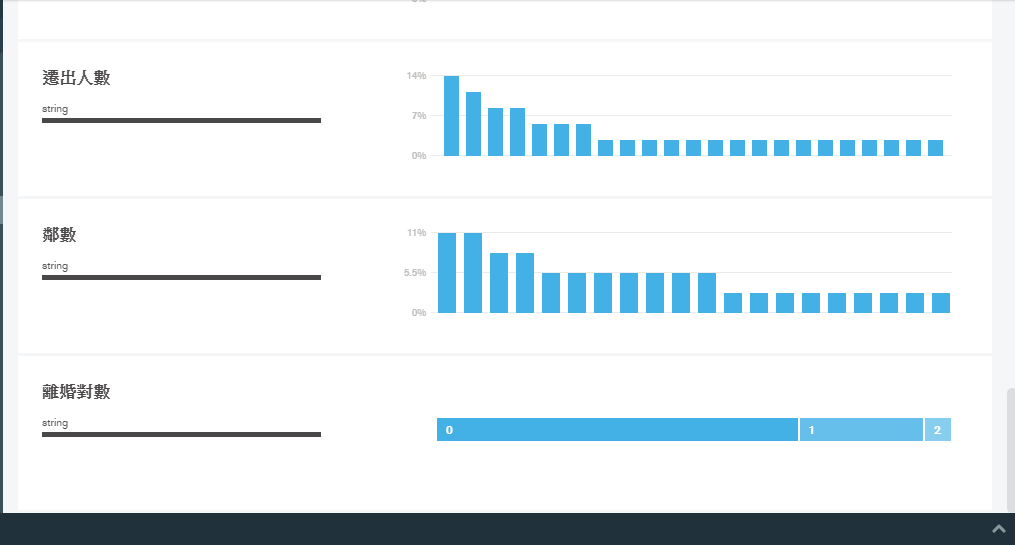 遷出人數
string
14%
7%
0%
鄰數
string
11%
5.5%
0%
離婚對數
string
0 1 2